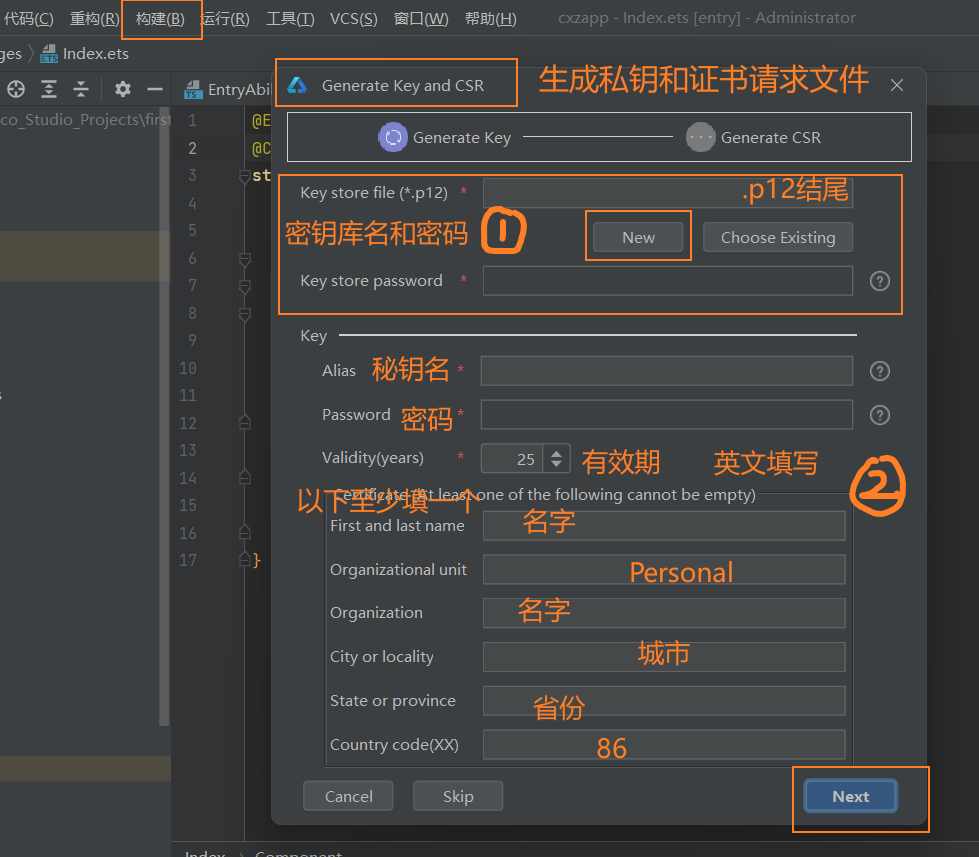 代码(C) 重构(R) 构建(B) 运行(R) 工具(T) VCS(S) 窗口(W) 帮助(H) cxzapp - Index.ets [entry] - Administrator
ges 〉 Index.ets
EntryAbil
co_Studio_Projects\first
Generate Key and CSR 生成私钥和证书请求文件
Generate Key Generate CSR
Key store file (*.p12) * .p12结尾
密钥库名和密码 ① New Choose Existing
Key store password * ?
Key
Alias 秘钥名 * ?
Password 密码 * ?
Validity(years) * 25 有效期 英文填写 ②
以下至少填一个
Certificate (At least one of the following cannot be empty)
First and last name 名字
Organizational unit Personal
Organization 名字
City or locality 城市
State or province 省份
Country code(XX) 86
Cancel Skip Next
1 @E
2 @C
3 st
4
5
6
7
8
9
10
11
12
13
14
15
16
17 }
Index 〉 Component